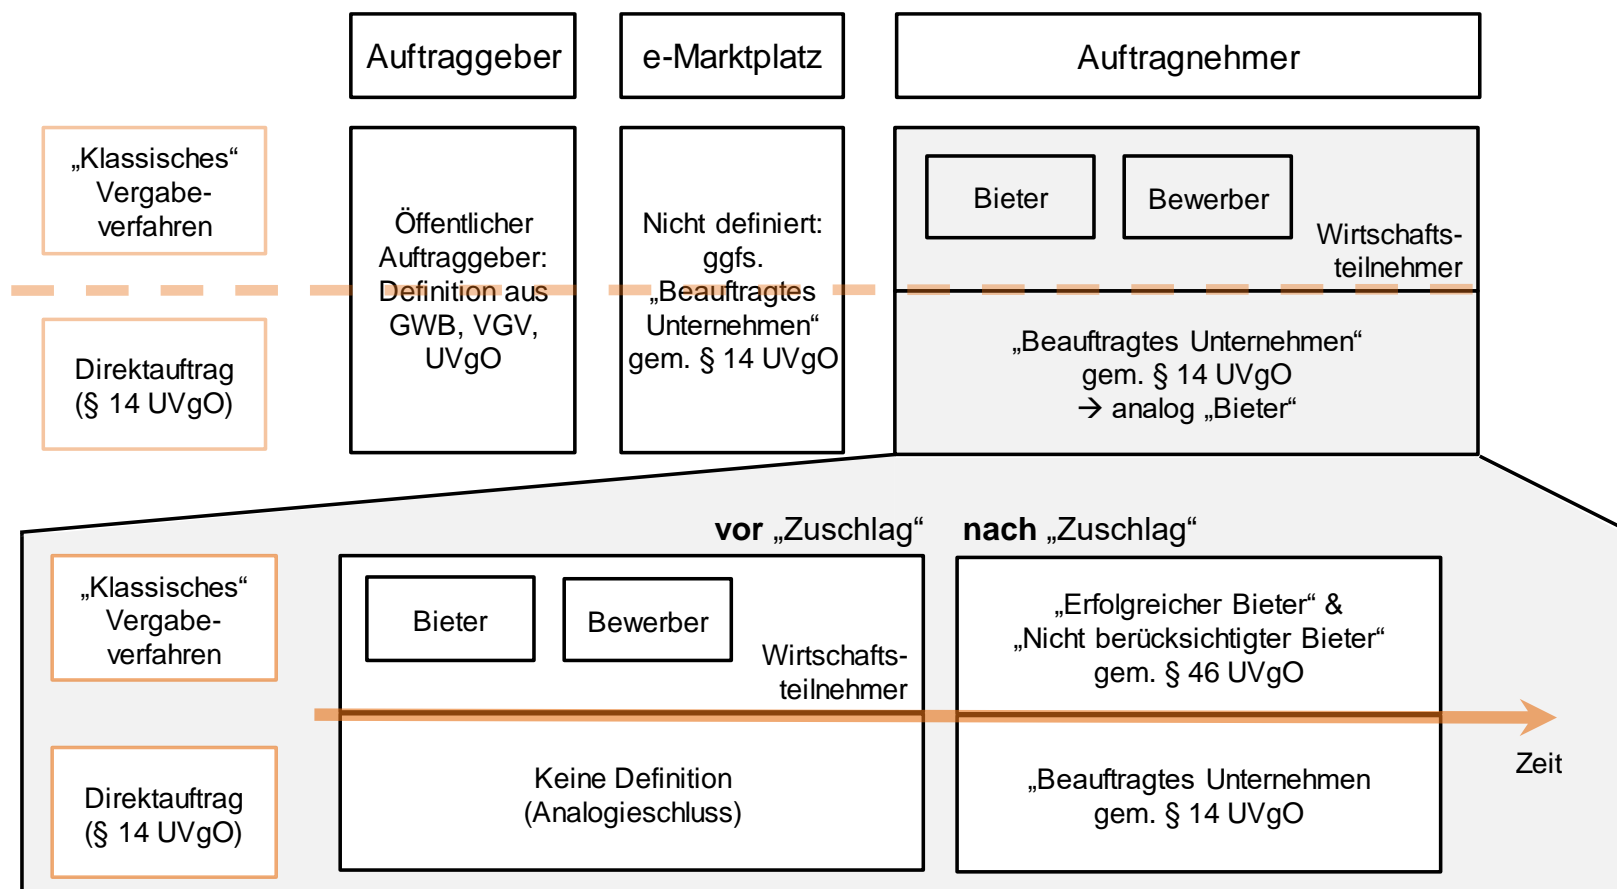 Auftraggeber
e-Marktplatz
Auftragnehmer
„Klassisches“
Vergabe-
verfahren
Direktauftrag
(§ 14 UVgO)
Öffentlicher
Auftraggeber:
Definition aus
GWB, VGV,
UVgO
Nicht definiert:
ggfs.
„Beauftragtes
Unternehmen“
gem. § 14 UVgO
Bieter
Bewerber
Wirtschafts-
teilnehmer
„Beauftragtes Unternehmen“
gem. § 14 UVgO
→ analog „Bieter“
vor „Zuschlag“
nach „Zuschlag“
„Klassisches“
Vergabe-
verfahren
Bieter
Bewerber
Wirtschafts-
teilnehmer
„Erfolgreicher Bieter“ &
„Nicht berücksichtigter Bieter“
gem. § 46 UVgO
Zeit
Direktauftrag
(§ 14 UVgO)
Keine Definition
(Analogieschluss)
„Beauftragtes Unternehmen
gem. § 14 UVgO